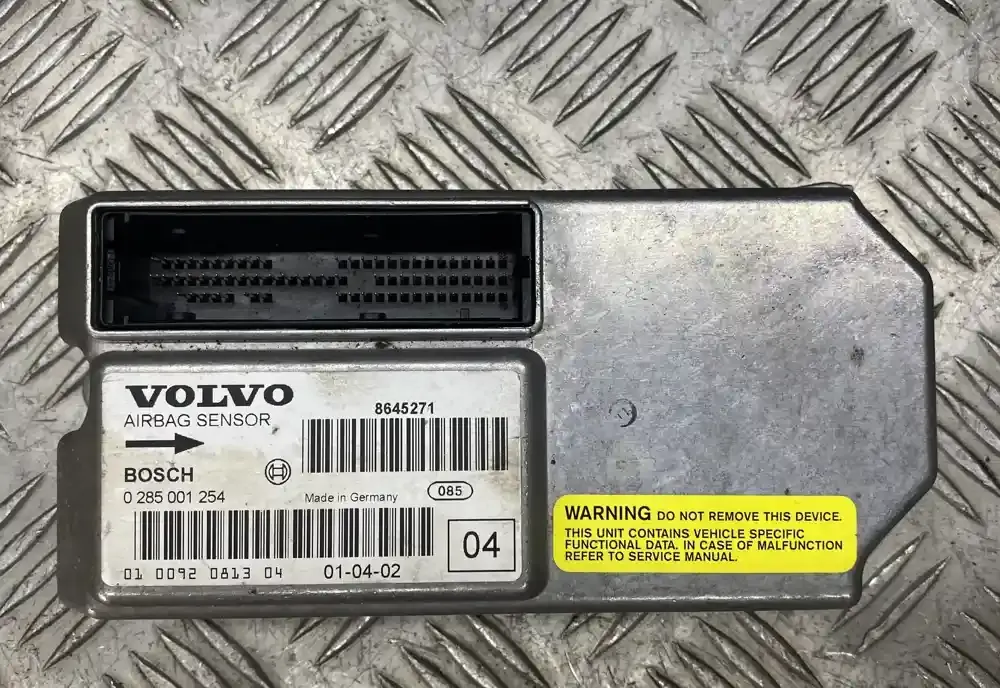 VOLVO
AIRBAG SENSOR
8645271
BOSCH
0 285 001 254
Made in Germany
085
04
01 0092 0813 04
01-04-02
WARNING DO NOT REMOVE THIS DEVICE.
THIS UNIT CONTAINS VEHICLE SPECIFIC
FUNCTIONAL DATA. IN CASE OF MALFUNCTION
REFER TO SERVICE MANUAL.